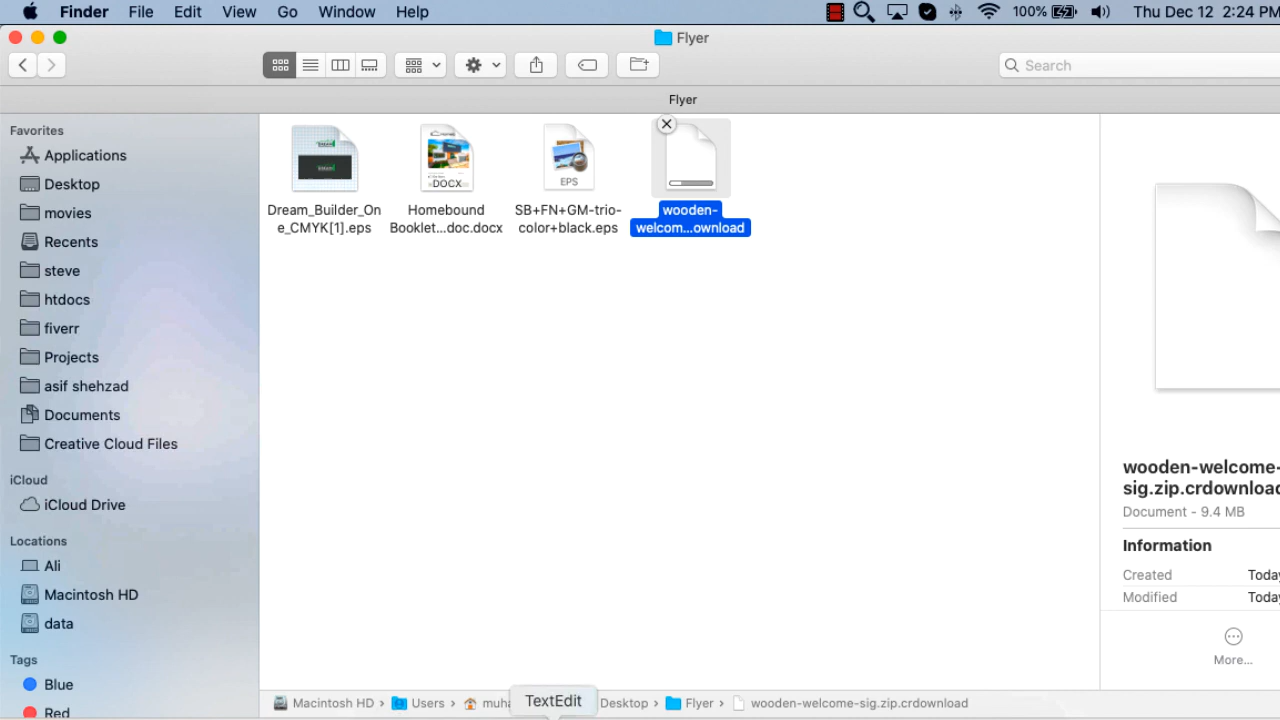 Finder File Edit View Go Window Help 100% Thu Dec 12 2:24 PM
Flyer
Search
Flyer
Favorites
Applications
Desktop
movies
Recents
steve
htdocs
fiverr
Projects
asif shehzad
Documents
Creative Cloud Files
iCloud
iCloud Drive
Locations
Ali
Macintosh HD
data
Tags
Blue
Red
Dream_Builder_On
e_CMYK[1].eps
DOCX
Homebound
Booklet...doc.docx
EPS
SB+FN+GM-trio-
color+black.eps
wooden-
welcom...ownload
wooden-welcome-
sig.zip.crdownload
Document - 9.4 MB
Information
Created Today
Modified Today
More...
Macintosh HD › Users › muha TextEdit Desktop › Flyer › wooden-welcome-sig.zip.crdownload